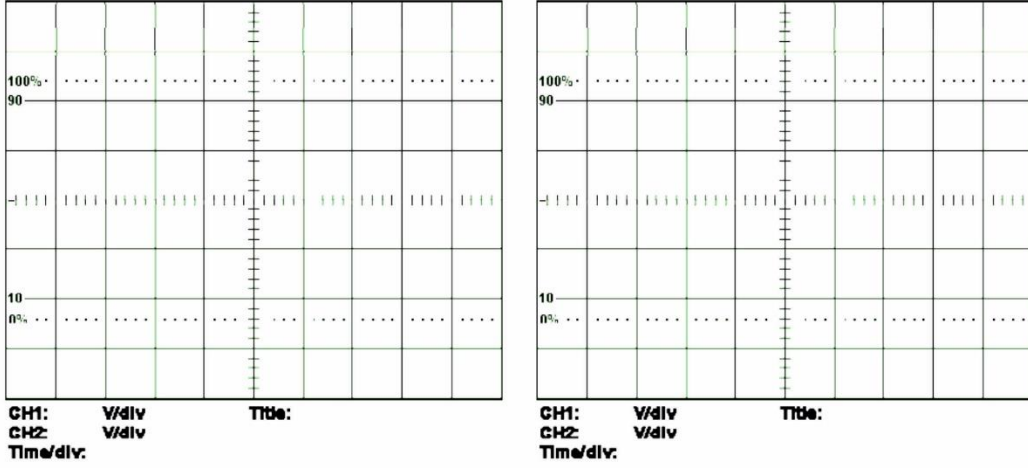 100%
90
10
0%
CH1: V/div Title:
CH2: V/div
Time/div:
100%
90
10
0%
CH1: V/div Title:
CH2: V/div
Time/div: